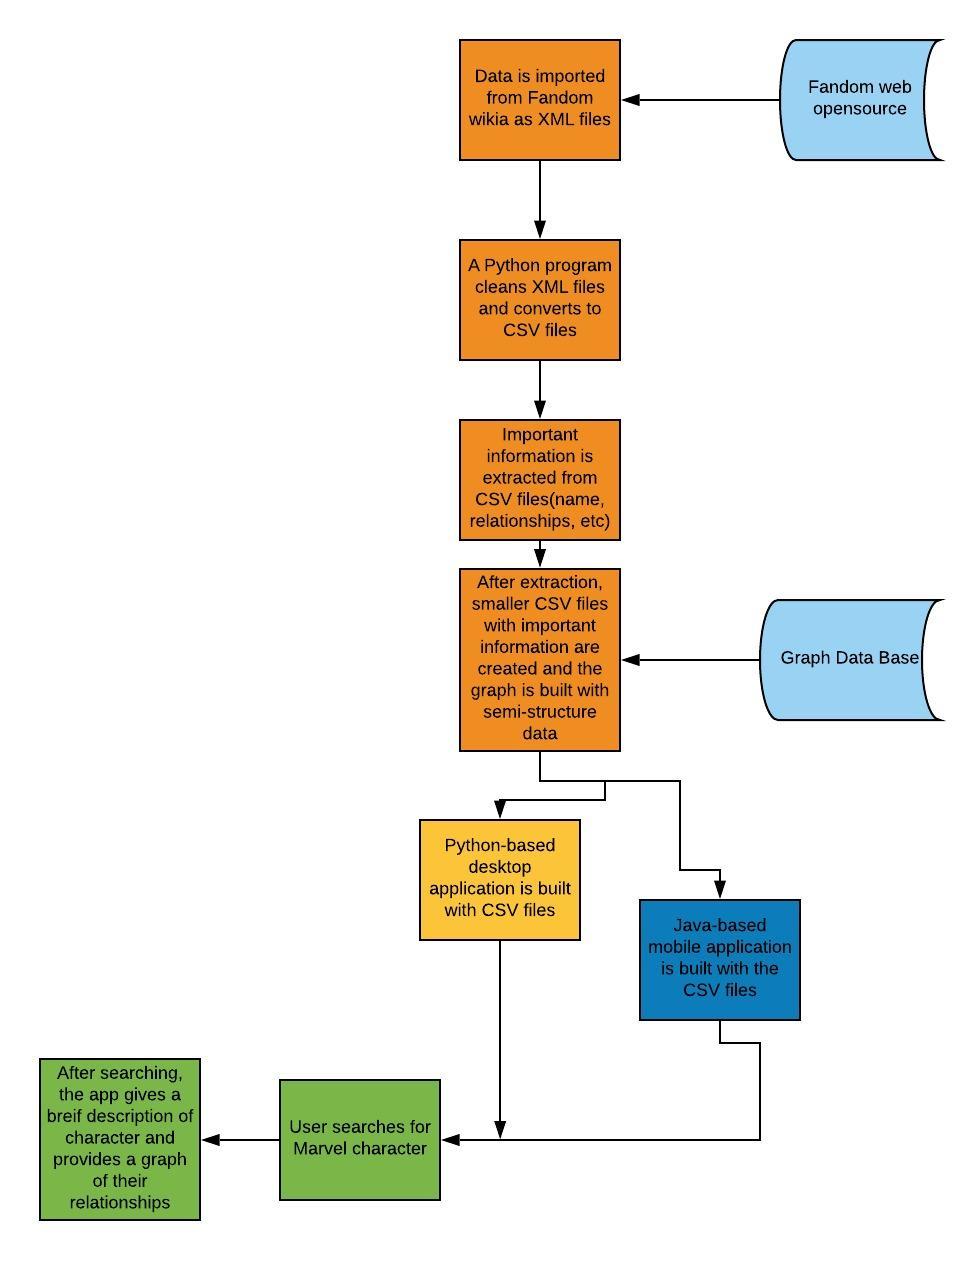 Data is imported
from Fandom
wikia as XML files
Fandom web
opensource
A Python program
cleans XML files
and converts to
CSV files
Important
information is
extracted from
CSV files(name,
relationships, etc)
After extraction,
smaller CSV files
with important
information are
created and the
graph is built with
semi-structure
data
Graph Data Base
Python-based
desktop
application is built
with CSV files
Java-based
mobile application
is built with the
CSV files
User searches for
Marvel character
After searching,
the app gives a
breif description of
character and
provides a graph
of their
relationships